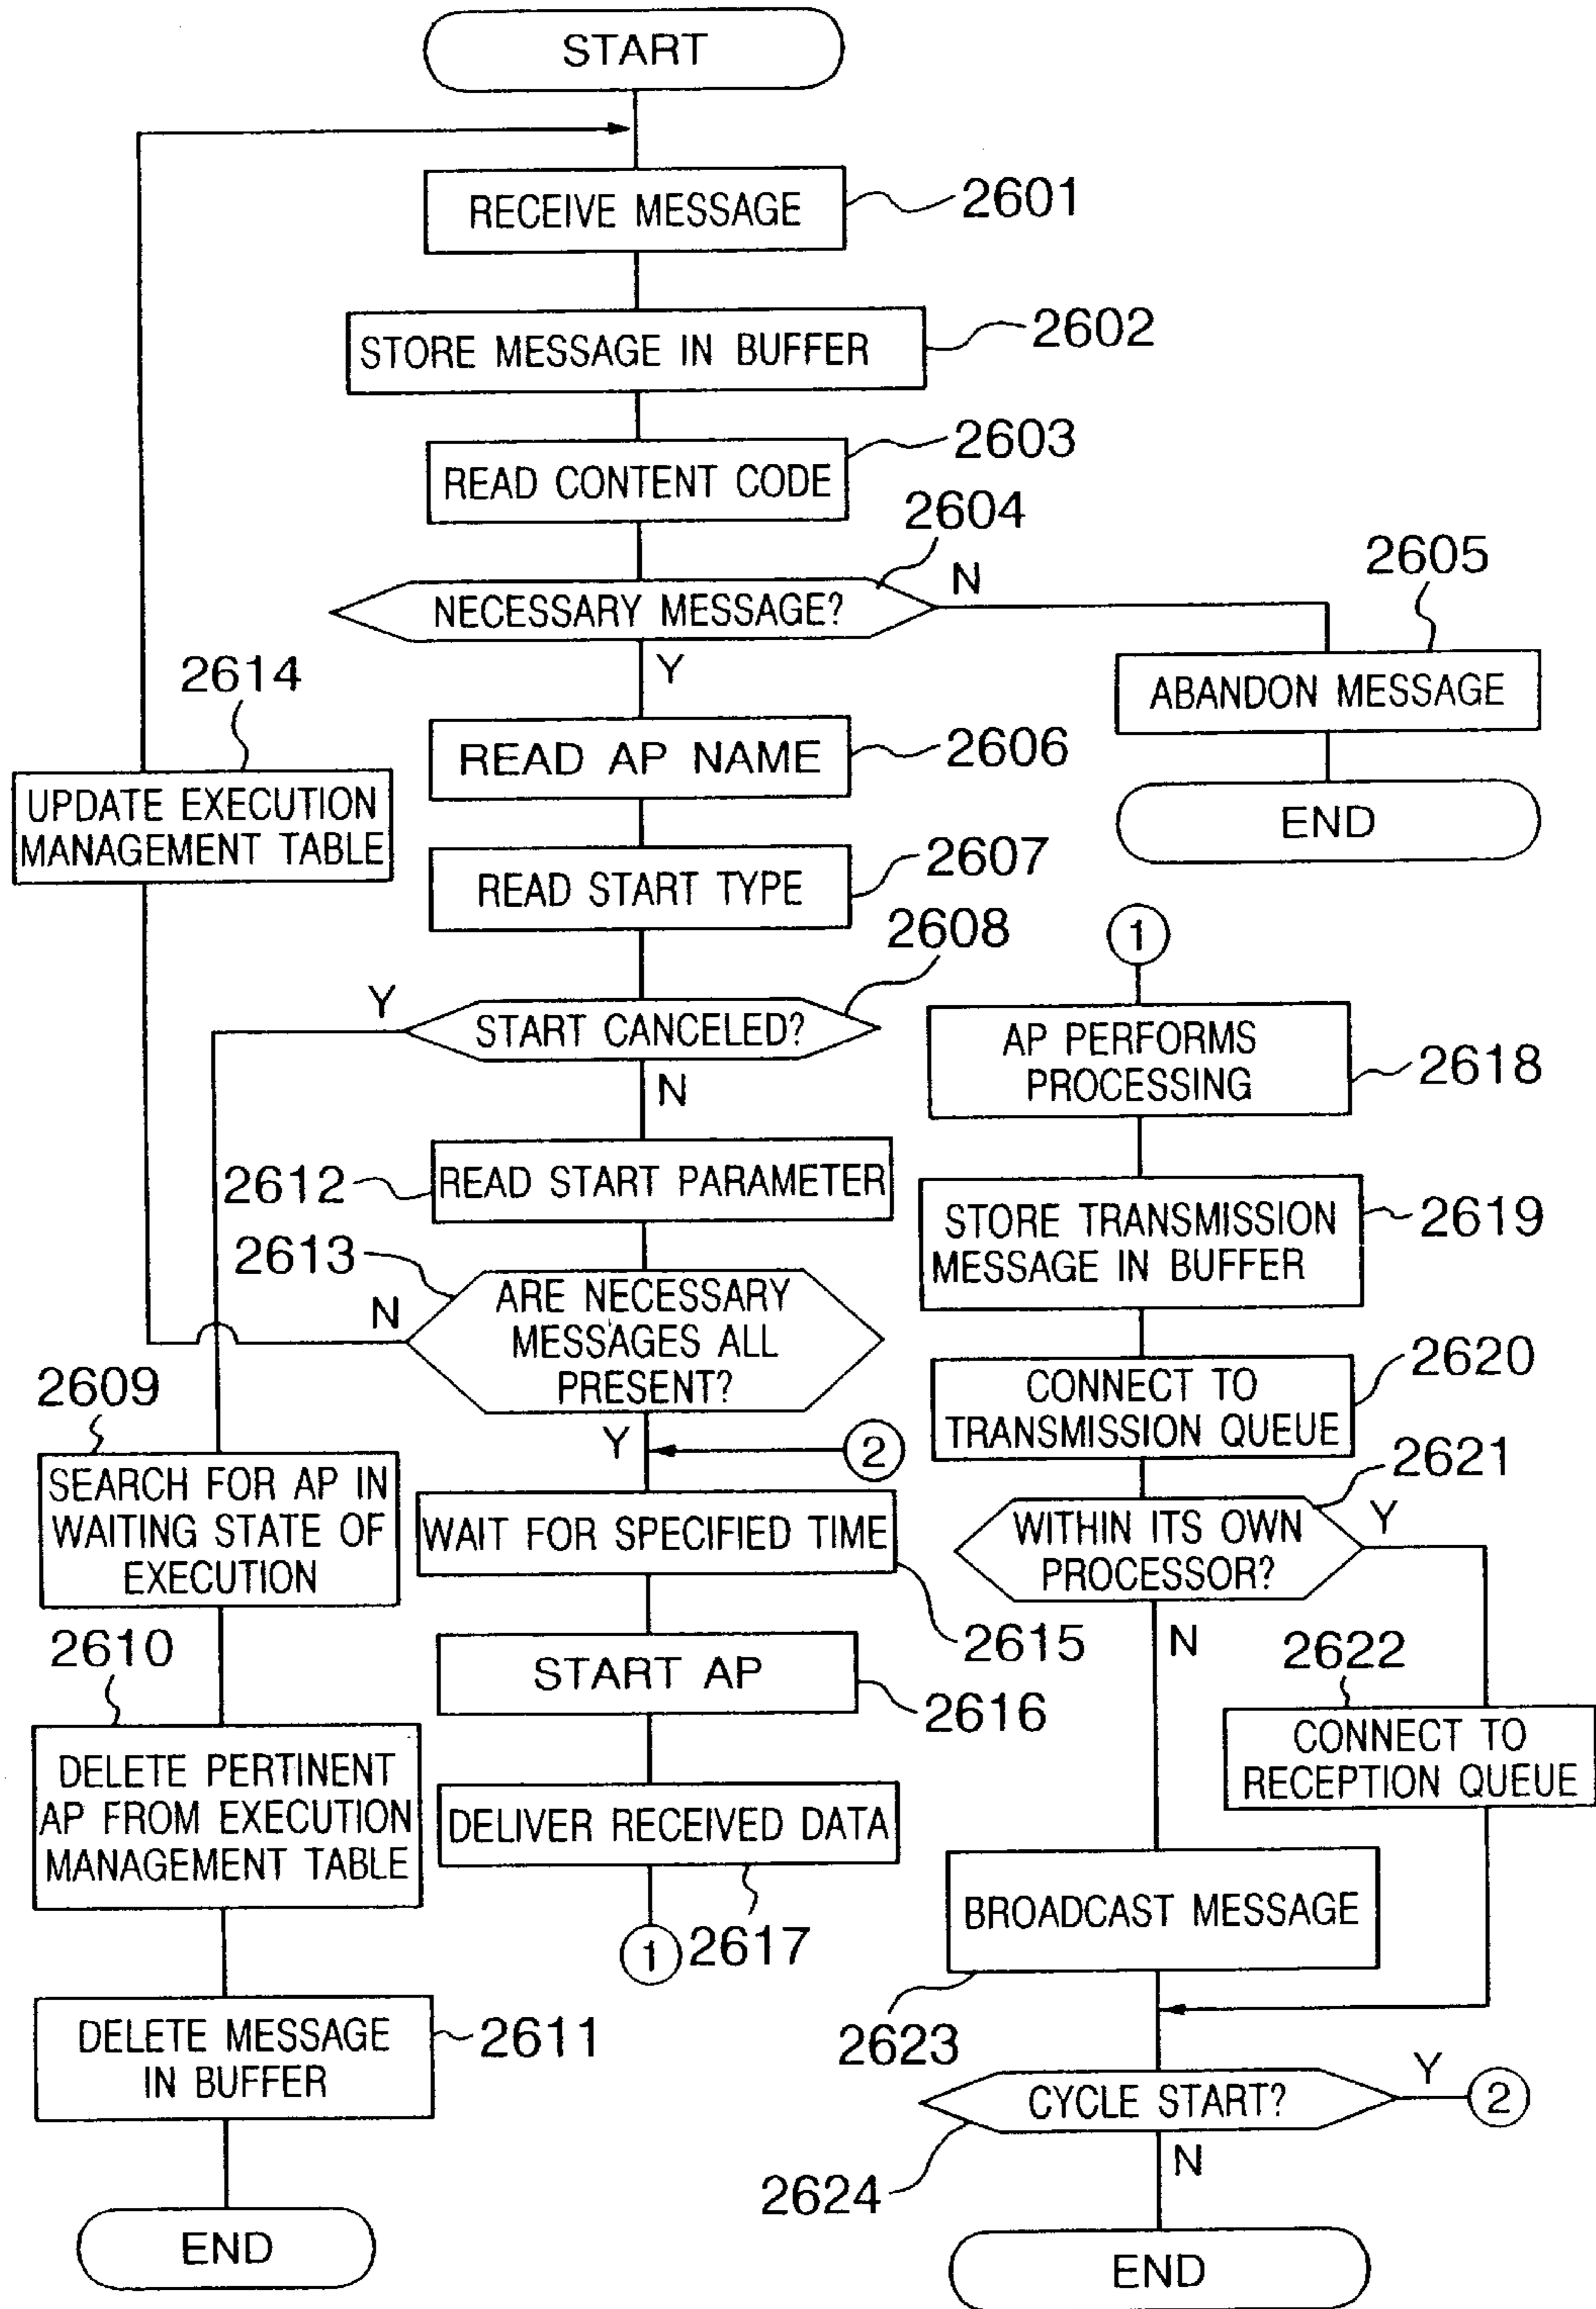 START
RECEIVE MESSAGE
2601
STORE MESSAGE IN BUFFER
2602
READ CONTENT CODE
2603
2604
NECESSARY MESSAGE?
N
Y
2605
ABANDON MESSAGE
END
2614
UPDATE EXECUTION
MANAGEMENT TABLE
READ AP NAME
2606
READ START TYPE
2607
2608
START CANCELED?
Y
N
2612
READ START PARAMETER
2613
ARE NECESSARY
MESSAGES ALL
PRESENT?
N
Y
2
2609
SEARCH FOR AP IN
WAITING STATE OF
EXECUTION
2610
DELETE PERTINENT
AP FROM EXECUTION
MANAGEMENT TABLE
DELETE MESSAGE
IN BUFFER
2611
END
WAIT FOR SPECIFIED TIME
2615
START AP
2616
DELIVER RECEIVED DATA
2617
1
1
AP PERFORMS
PROCESSING
2618
STORE TRANSMISSION
MESSAGE IN BUFFER
2619
CONNECT TO
TRANSMISSION QUEUE
2620
2621
WITHIN ITS OWN
PROCESSOR?
Y
N
2622
CONNECT TO
RECEPTION QUEUE
BROADCAST MESSAGE
2623
CYCLE START?
Y
2
2624
N
END